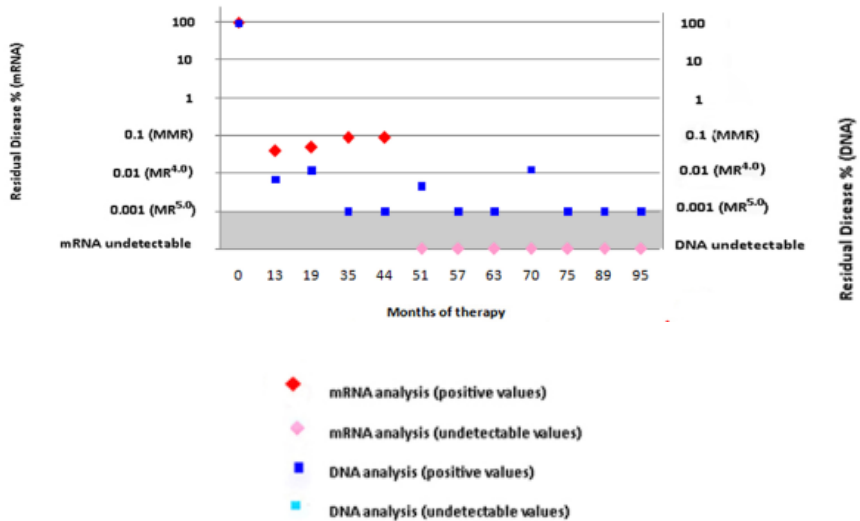 Residual Disease % (mRNA)
100
10
1
0.1 (MMR)
0.01 (MR4.0)
0.001 (MR5.0)
mRNA undetectable
100
10
1
0.1 (MMR)
0.01 (MR4.0)
0.001 (MR5.0)
DNA undetectable
Residual Disease % (DNA)
0 13 19 35 44 51 57 63 70 75 89 95
Months of therapy
mRNA analysis (positive values)
mRNA analysis (undetectable values)
DNA analysis (positive values)
DNA analysis (undetectable values)